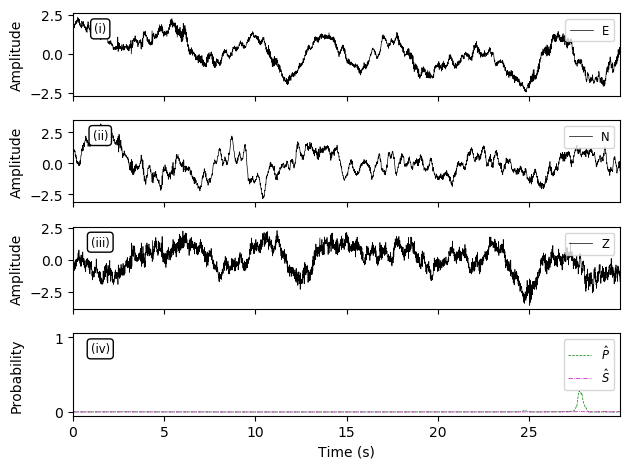 2.5
0.0
−2.5
Amplitude
(i)
E
2.5
0.0
−2.5
Amplitude
(ii)
N
2.5
0.0
−2.5
Amplitude
(iii)
Z
1
0
Probability
(iv)
P̂
Ŝ
0 5 10 15 20 25
Time (s)